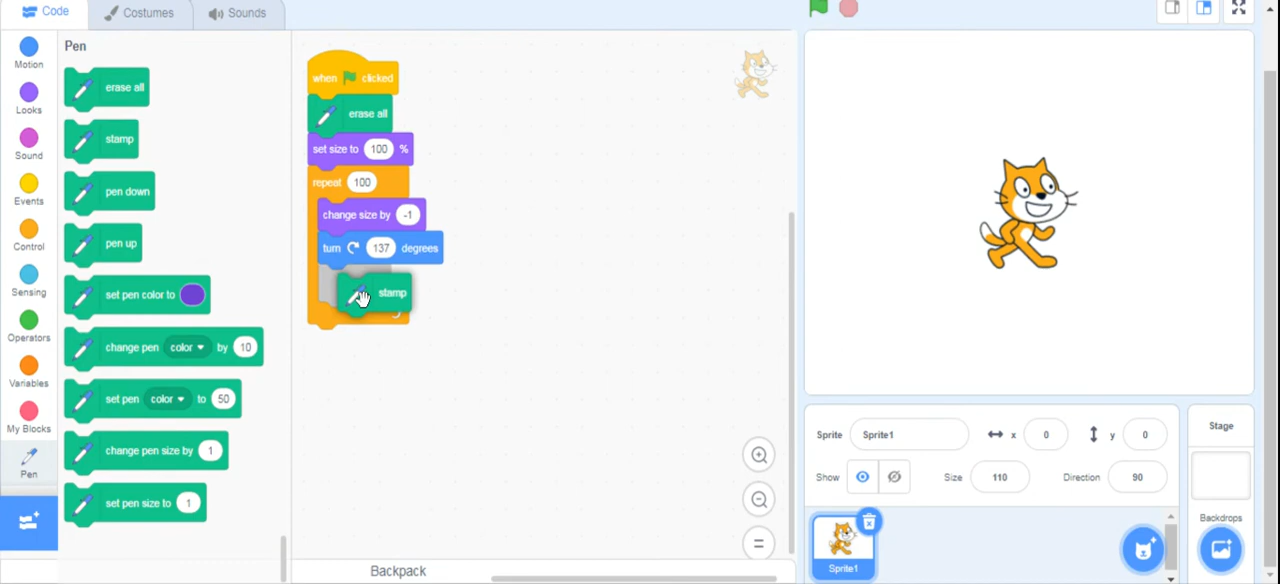 Code
Costumes
Sounds
Motion
Looks
Sound
Events
Control
Sensing
Operators
Variables
My Blocks
Pen
Pen
erase all
stamp
pen down
pen up
set pen color to
change pen color by 10
set pen color to 50
change pen size by 1
set pen size to 1
when clicked
erase all
set size to 100 %
repeat 100
change size by -1
turn 137 degrees
stamp
Backpack
Sprite Sprite1 x 0 y 0
Show Size 110 Direction 90
Sprite1
Stage
Backdrops